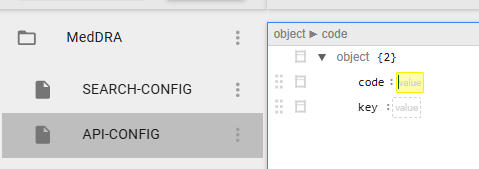 MedDRA
SEARCH-CONFIG
API-CONFIG
object ▶ code
▼ object {2}
code : value
key : value